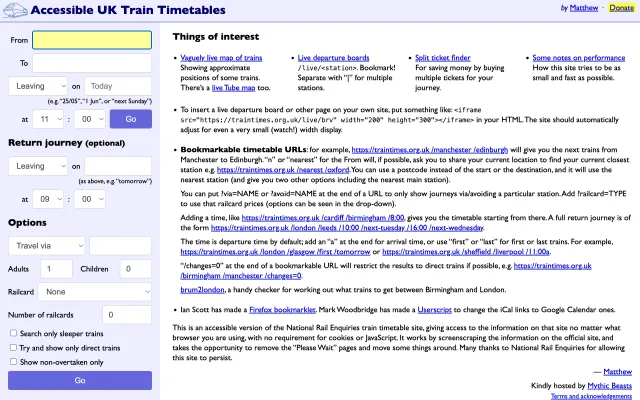 Accessible UK Train Timetables
by Matthew · Donate
From
To
Leaving on Today
(e.g. "25/05", "1 Jun", or "next Sunday")
at 11 : 00 Go
Return journey (optional)
Leaving on
(as above, e.g. "tomorrow")
at 09 : 00
Options
Travel via
Adults 1 Children 0
Railcard None
Number of railcards 0
Search only sleeper trains
Try and show only direct trains
Show non-overtaken only
Go
Things of interest
• Vaguely live map of trains
Showing approximate
positions of some trains.
There's a live Tube map too.
• Live departure boards
/live/<station>. Bookmark!
Separate with "|" for multiple
stations.
• Split ticket finder
For saving money by buying
multiple tickets for your
journey.
• Some notes on performance
How this site tries to be as
small and fast as possible.
• To insert a live departure board or other page on your own site, put something like: <iframe
src="https://traintimes.org.uk/live/brv" width="200" height="300"></iframe> in your HTML. The site should automatically
adjust for even a very small (watch!) width display.
• Bookmarkable timetable URLs: for example, https://traintimes.org.uk/manchester/edinburgh will give you the next trains from
Manchester to Edinburgh. "n" or "nearest" for the From will, if possible, ask you to share your current location to find your current closest
station e.g. https://traintimes.org.uk/nearest/oxford. You can use a postcode instead of the start or the destination, and it will use the
nearest station (and give you two other options including the nearest main station).
You can put !via=NAME or !avoid=NAME at the end of a URL to only show journeys via/avoiding a particular station. Add !railcard=TYPE
to use that railcard prices (options can be seen in the drop-down).
Adding a time, like https://traintimes.org.uk/cardiff/birmingham/8:00, gives you the timetable starting from there. A full return journey is of
the form https://traintimes.org.uk/london/leeds/10:00/next-tuesday/16:00/next-wednesday.
The time is departure time by default; add an "a" at the end for arrival time, or use "first" or "last" for first or last trains. For example,
https://traintimes.org.uk/london/glasgow/first/tomorrow or https://traintimes.org.uk/sheffield/liverpool/11:00a.
"/changes=0" at the end of a bookmarkable URL will restrict the results to direct trains if possible, e.g. https://traintimes.org.uk
/birmingham/manchester/changes=0.
brum2london, a handy checker for working out what trains to get between Birmingham and London.
• Ian Scott has made a Firefox bookmarklet. Mark Woodbridge has made a Userscript to change the iCal links to Google Calendar ones.
This is an accessible version of the National Rail Enquiries train timetable site, giving access to the information on that site no matter what
browser you are using, with no requirement for cookies or JavaScript. It works by screenscraping the information on the official site, and
takes the opportunity to remove the "Please Wait" pages and move some things around. Many thanks to National Rail Enquiries for allowing
this site to persist.
— Matthew
Kindly hosted by Mythic Beasts
Terms and acknowledgements